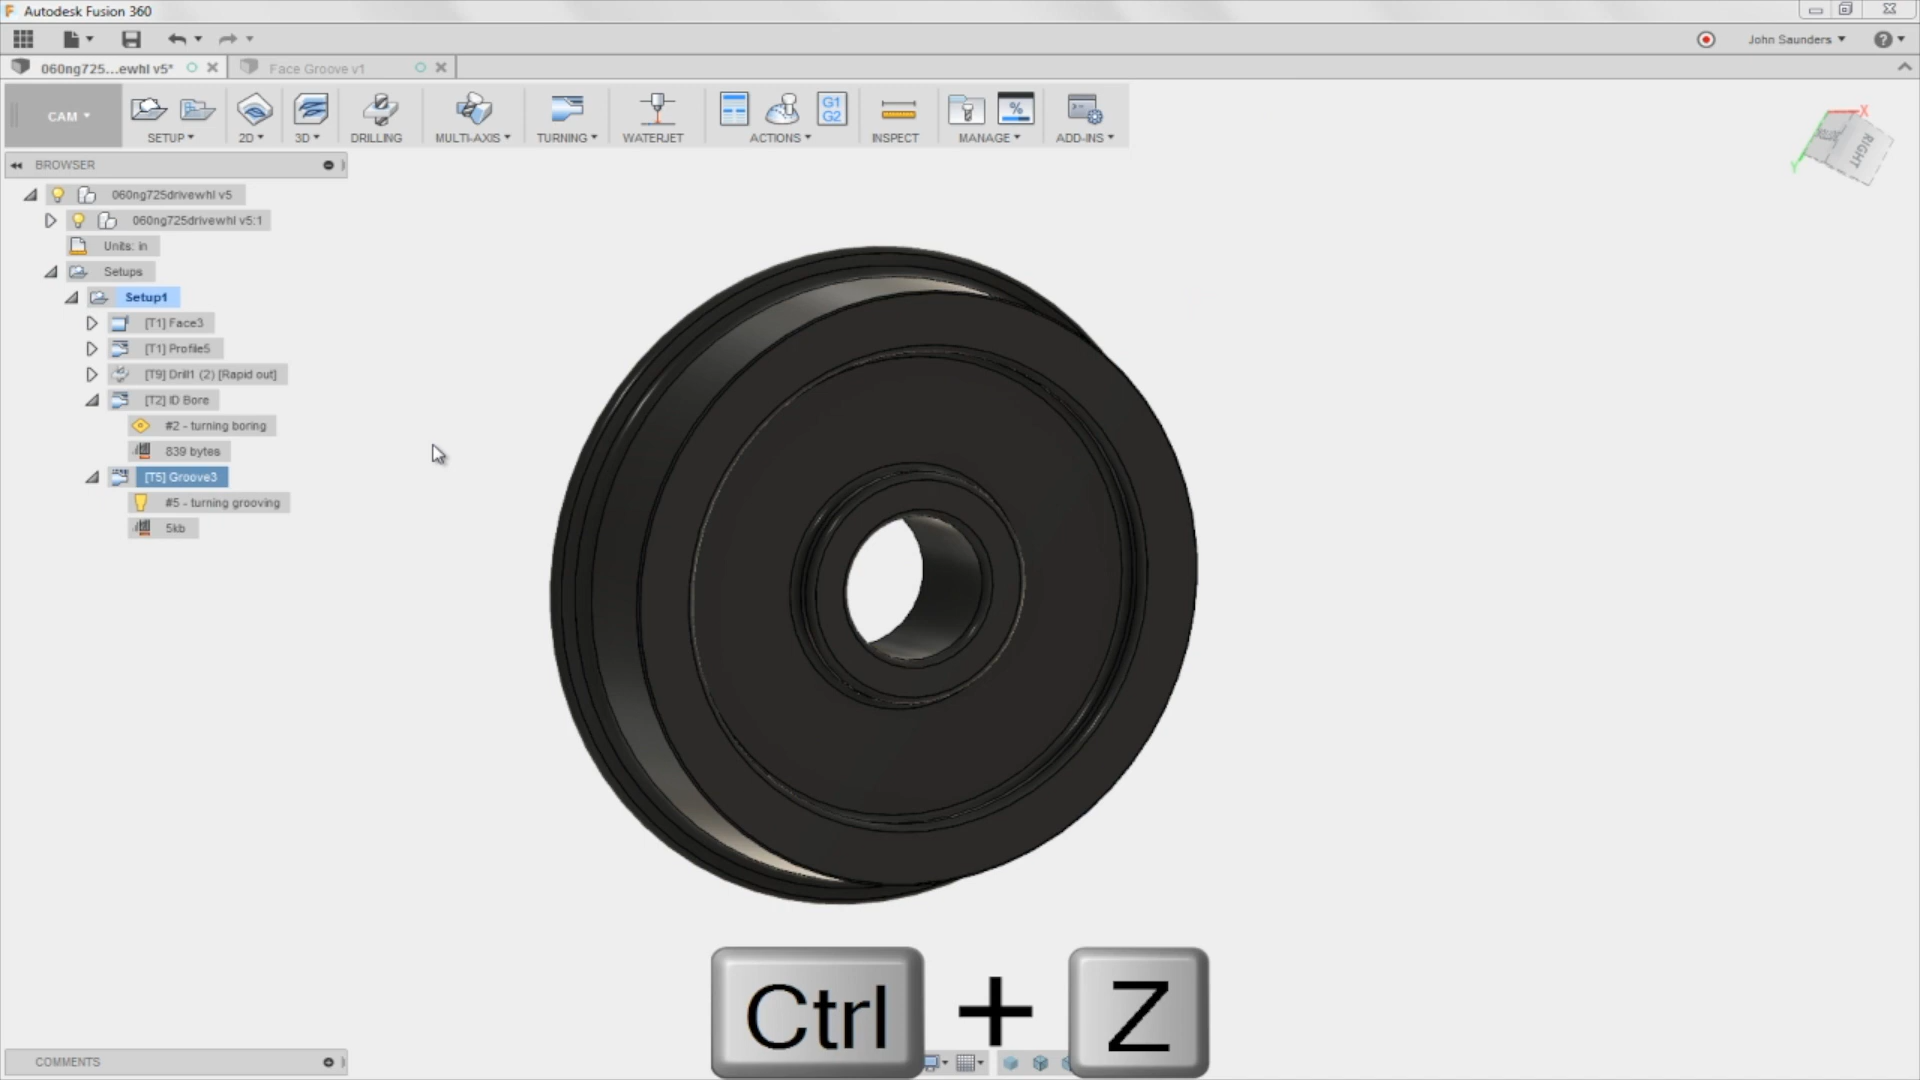 Autodesk Fusion 360
John Saunders
060ng725...ewhl v5*
Face Groove v1
CAM
SETUP
2D
3D
DRILLING
MULTI-AXIS
TURNING
WATERJET
G1
G2
ACTIONS
INSPECT
%
MANAGE
ADD-INS
X
Y
RIGHT
BROWSER
060ng725drivewhl v5
060ng725drivewhl v5:1
Units: in
Setups
Setup1
[T1] Face3
[T1] Profile5
[T9] Drill1 (2) [Rapid out]
[T2] ID Bore
#2 - turning boring
839 bytes
[T5] Groove3
#5 - turning grooving
5kb
Ctrl + Z
COMMENTS